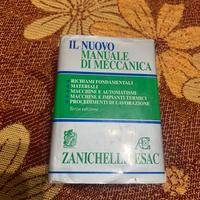 IL NUOVO
MANUALE
DI MECCANICA
RICHIAMI FONDAMENTALI
MATERIALI
MACCHINE E AUTOMATISMI
MACCHINE E IMPIANTI TERMICI
PROCEDIMENTI DI LAVORAZIONE
Terza edizione
ZANICHELLI/ESAC